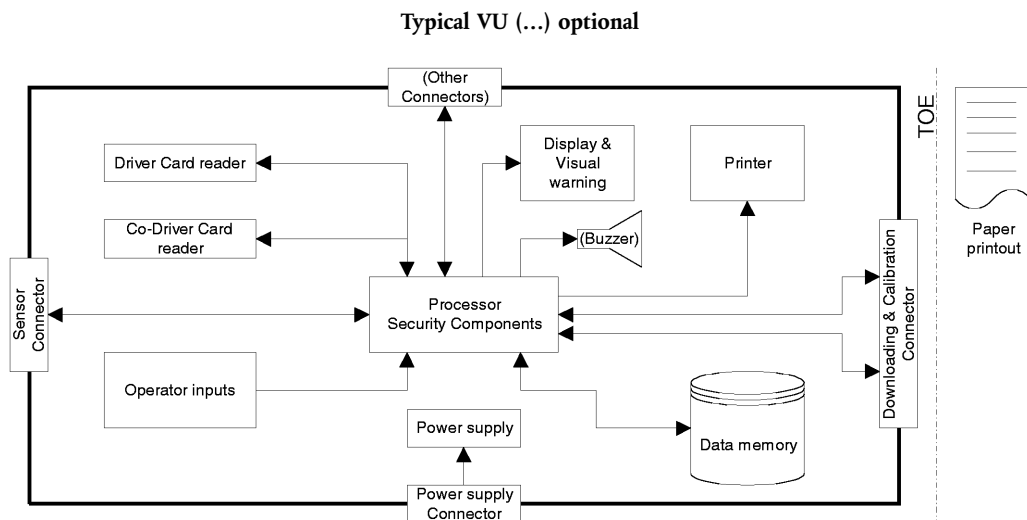 Typical VU (…) optional
(Other
Connectors)
TOE
Driver Card reader
Display &
Visual
warning
Printer
Co-Driver Card
reader
(Buzzer)
Paper
printout
Sensor
Connector
Processor
Security Components
Downloading & Calibration
Connector
Operator inputs
Power supply
Data memory
Power supply
Connector